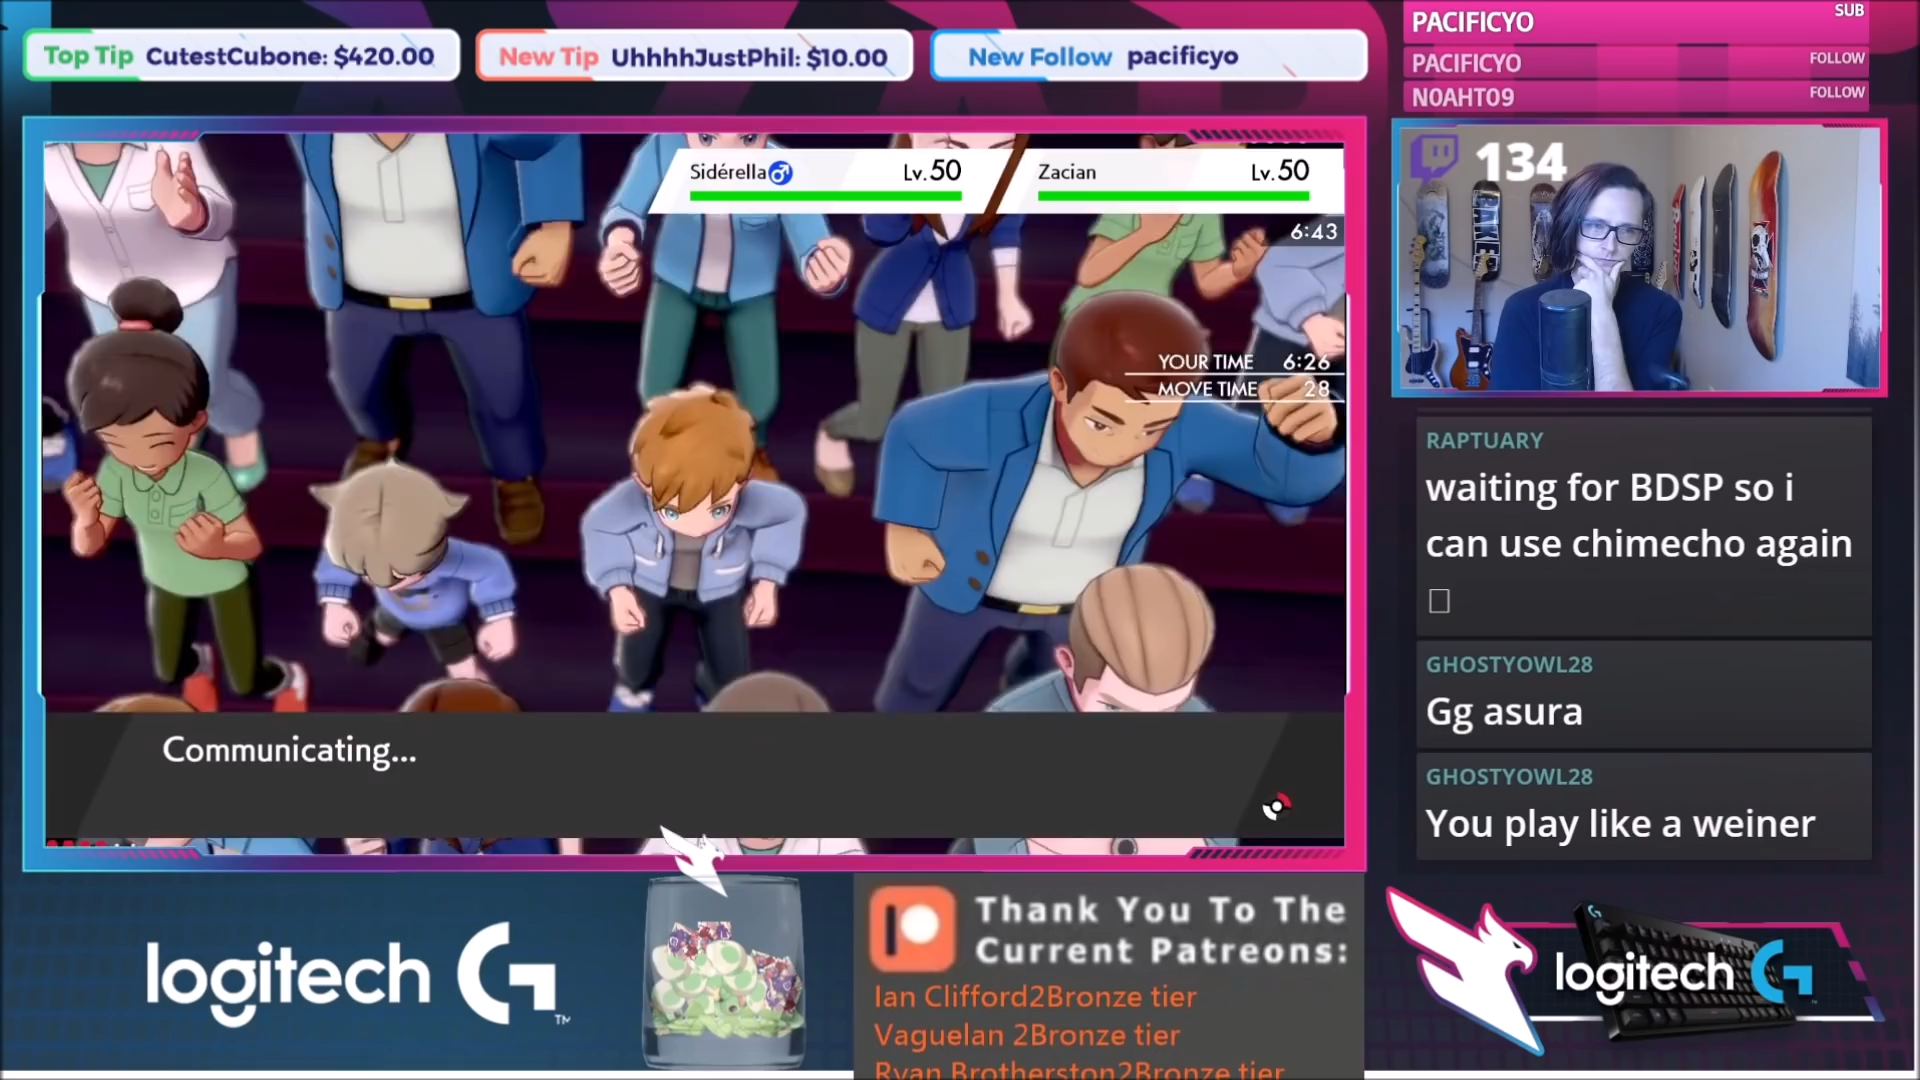 Top Tip CutestCubone: $420.00
New Tip UhhhhJustPhil: $10.00
New Follow pacificyo
PACIFICYO SUB
PACIFICYO FOLLOW
N0AHT09 FOLLOW
134
Sidérella♂ Lv. 50
Zacian Lv. 50
6:43
YOUR TIME 6:26
MOVE TIME 28
Communicating...
RAPTUARY
waiting for BDSP so i
can use chimecho again
GHOSTYOWL28
Gg asura
GHOSTYOWL28
You play like a weiner
logitech G TM
Thank You To The
Current Patreons:
Ian Clifford2Bronze tier
Vaguelan 2Bronze tier
Ryan Brotherston2Bronze tier
logitech G